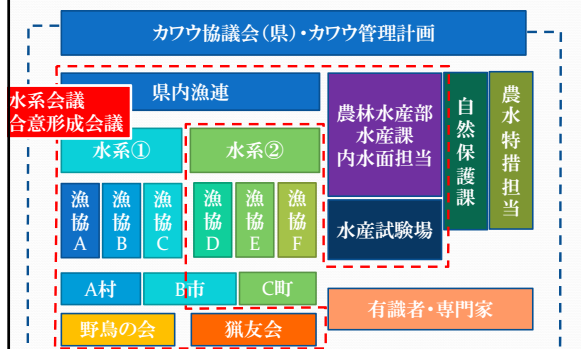 カワウ協議会(県)・カワウ管理計画
水系会議
合意形成会議
県内漁連
農林水産部
水産課
内水面担当
自然保護課
農水特措担当
水系①
水系②
漁協A
漁協B
漁協C
漁協D
漁協E
漁協F
水産試験場
A村
B市
C町
有識者・専門家
野鳥の会
猟友会